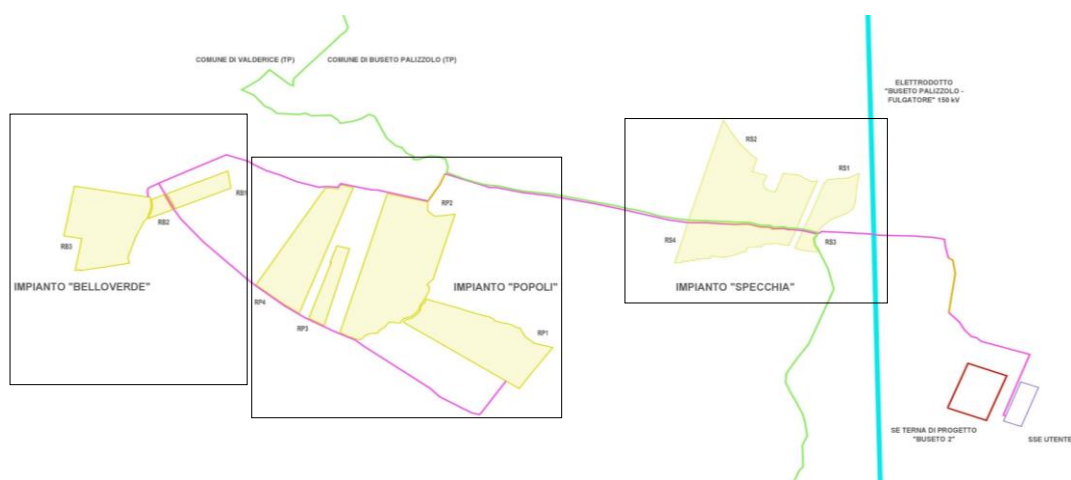 COMUNE DI VALDERICE (TP)
COMUNE DI BUSETO PALIZZOLO (TP)
ELETTRODOTTO
"BUSETO PALIZZOLO -
FULGATORE" 150 kV
RS2
RS1
RB1
RP2
RB2
RB3
RS4
RS3
IMPIANTO "BELLOVERDE"
IMPIANTO "POPOLI"
IMPIANTO "SPECCHIA"
RP4
RP3
RP1
SE TERNA DI PROGETTO
"BUSETO 2"
SSE UTENTE